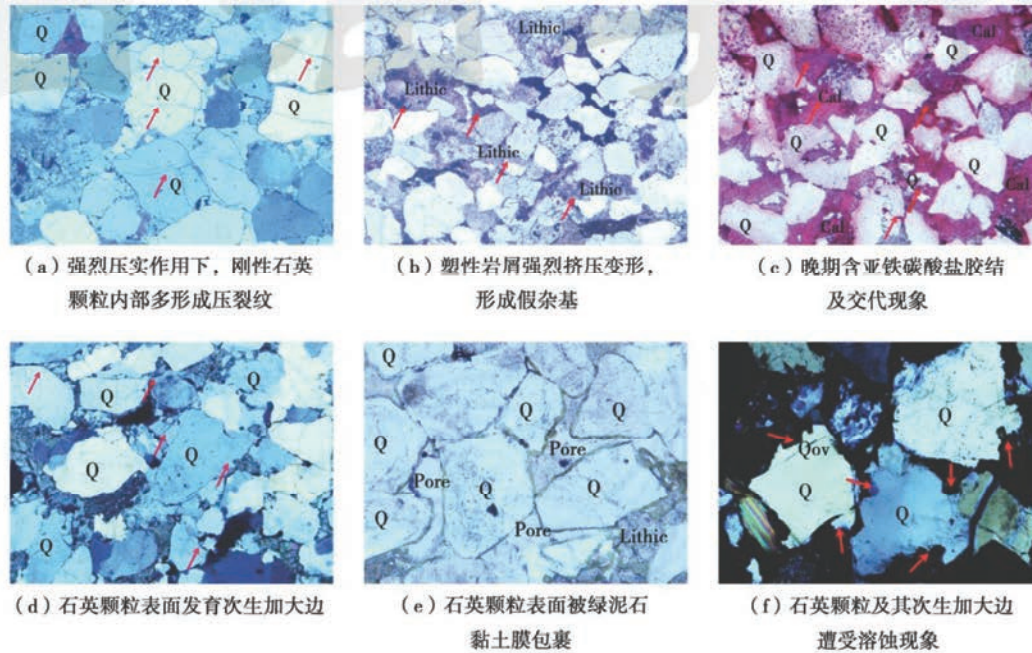 Q
Q
Q
Q
Q
（a）强烈压实作用下，刚性石英
颗粒内部多形成压裂纹
Lithic
Lithic
Lithic
Lithic
（b）塑性岩屑强烈挤压变形，
形成假杂基
Cal
Q
Q
Cal
Q
Q
Q
Q
Cal
Q
Cal
（c）晚期含亚铁碳酸盐胶结
及交代现象
Q
Q
Q
Q
Q
（d）石英颗粒表面发育次生加大边
Q
Q
Q
Q
Pore
Pore
Q
Q
Q
Pore
Lithic
（e）石英颗粒表面被绿泥石
黏土膜包裹
Q
Qov
Q
Q
（f）石英颗粒及其次生加大边
遭受溶蚀现象